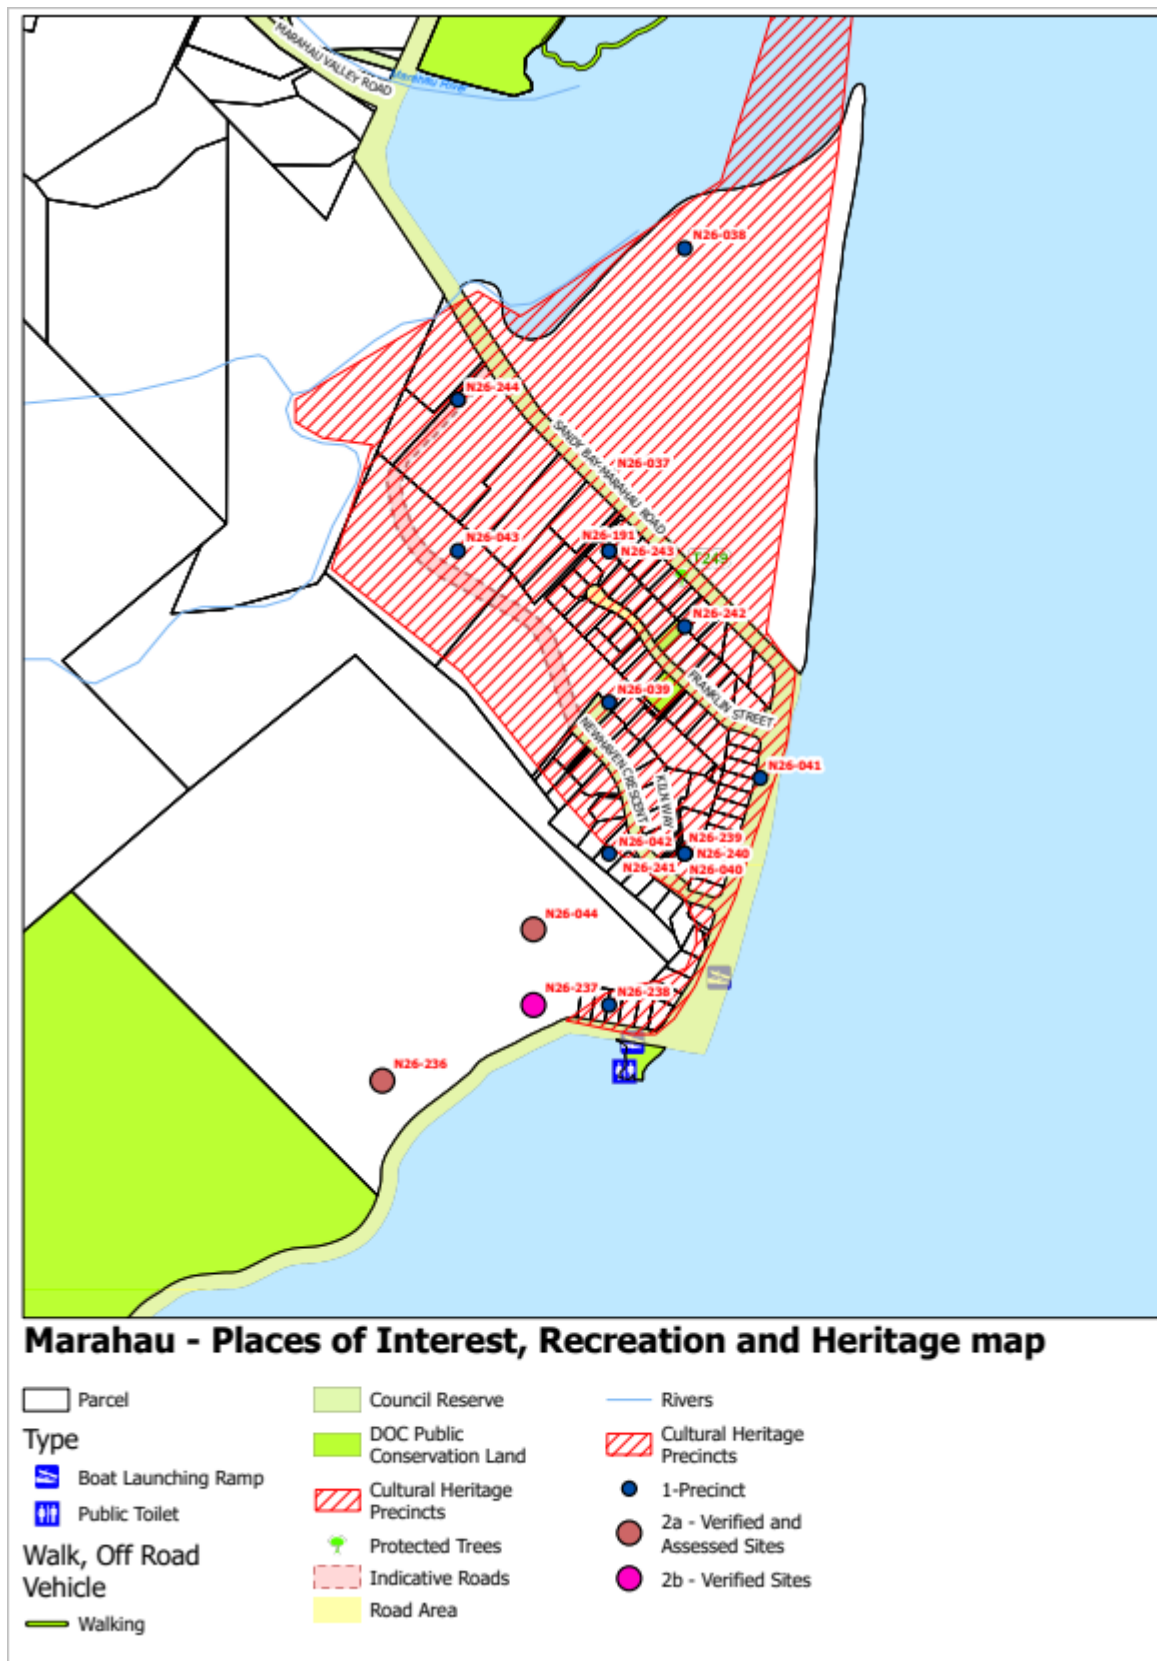 MARAHAU VALLEY ROAD
Marahau River
N26-038
N26-244
SANDY BAY-MARAHAU ROAD
N26-037
N26-043
N26-191
N26-243
T249
N26-242
N26-039
FRANKLIN STREET
NEWHAVEN CRESCENT
KILN WAY
N26-041
N26-042
N26-239
N26-240
N26-241
N26-040
N26-044
N26-237
N26-238
N26-236
Marahau - Places of Interest, Recreation and Heritage map
Parcel
Type
Boat Launching Ramp
Public Toilet
Walk, Off Road
Vehicle
Walking
Council Reserve
DOC Public
Conservation Land
Cultural Heritage
Precincts
Protected Trees
Indicative Roads
Road Area
Rivers
Cultural Heritage
Precincts
1-Precinct
2a - Verified and
Assessed Sites
2b - Verified Sites